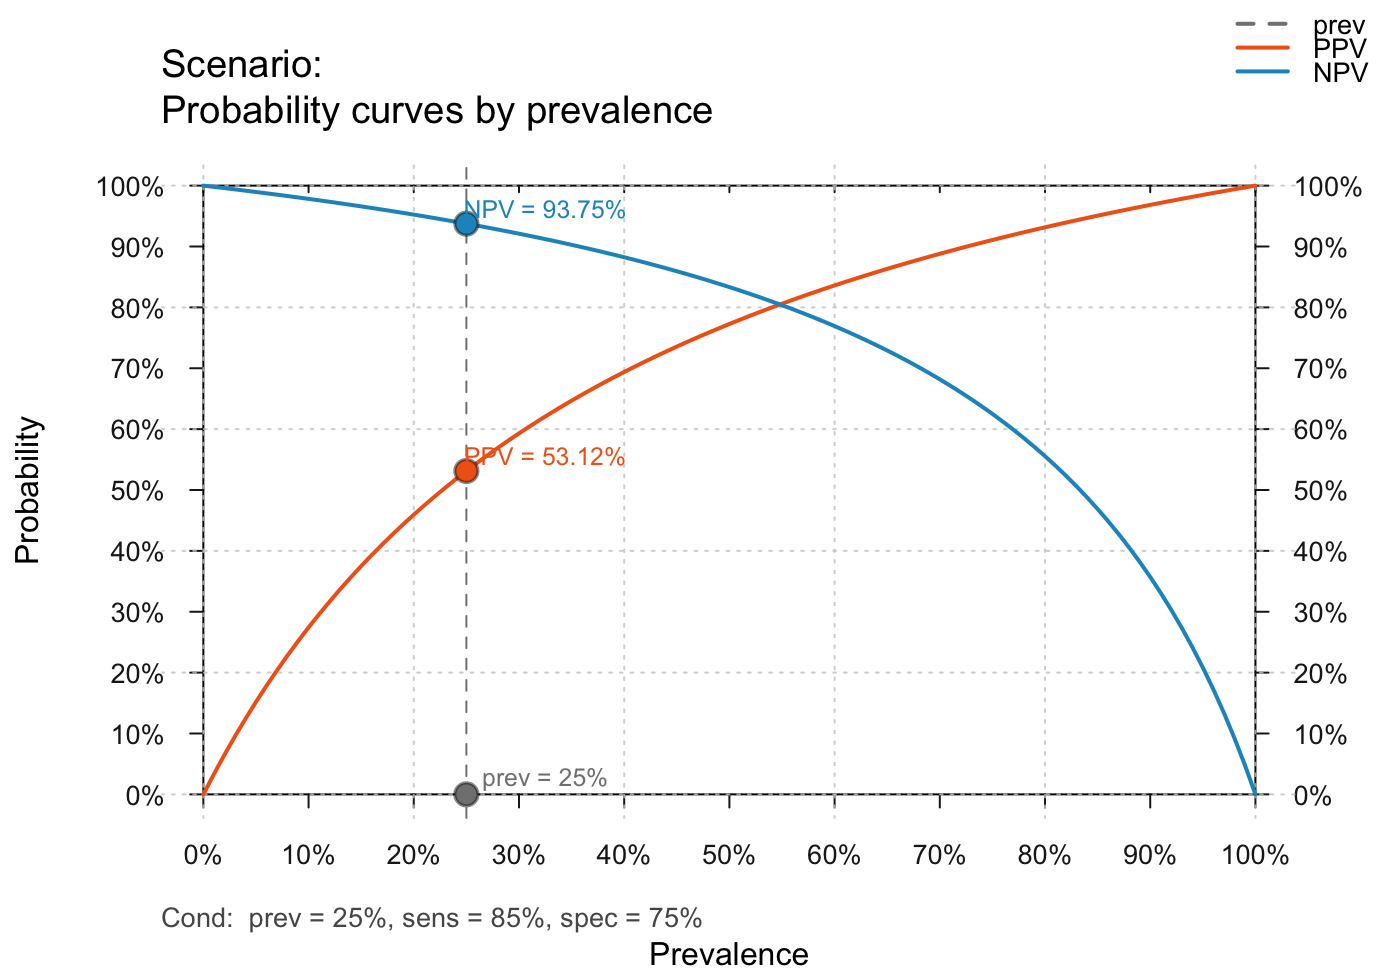 prev
PPV
NPV
Scenario:
Probability curves by prevalence
100% 100%
NPV = 93.75%
90% 90%
80% 80%
70% 70%
60% 60%
PPV = 53.12%
50% 50%
40% 40%
30% 30%
20% 20%
10% 10%
prev = 25%
0% 0%
Probability
0% 10% 20% 30% 40% 50% 60% 70% 80% 90% 100%
Cond: prev = 25%, sens = 85%, spec = 75%
Prevalence